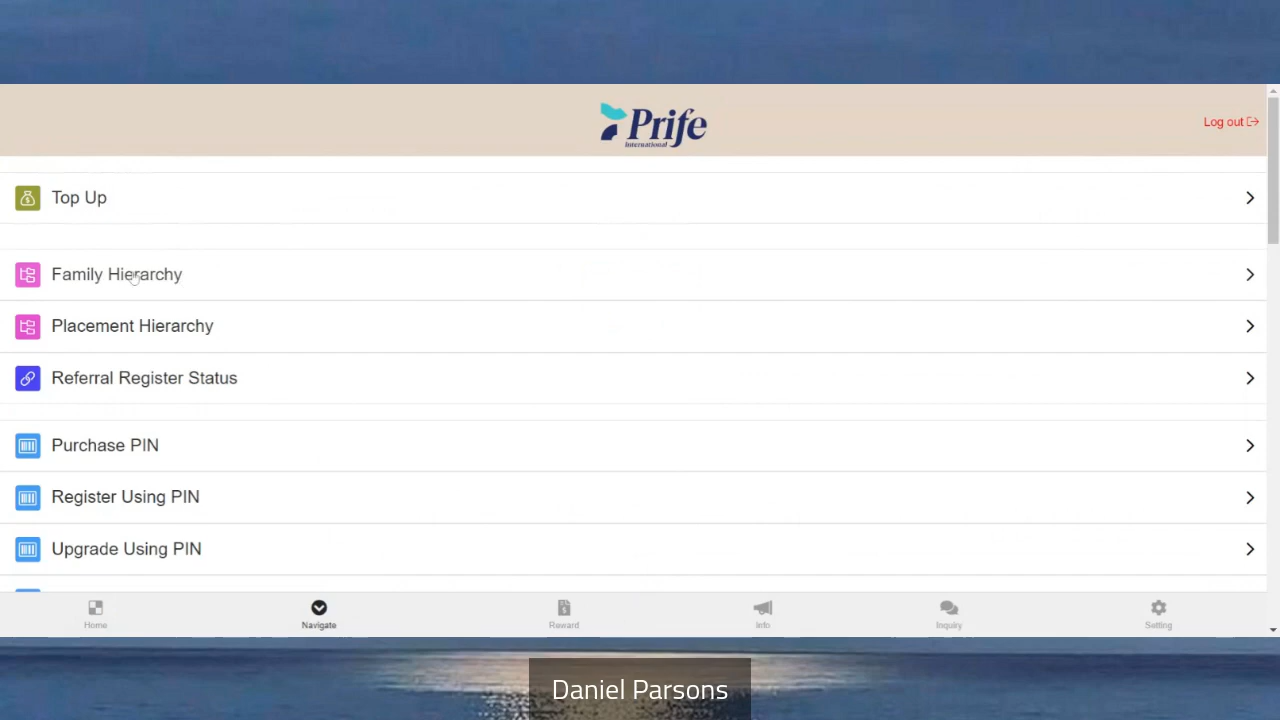 Prife
International
Log out
Top Up
Family Hierarchy
Placement Hierarchy
Referral Register Status
Purchase PIN
Register Using PIN
Upgrade Using PIN
Home
Navigate
Reward
Info
Inquiry
Setting
Daniel Parsons